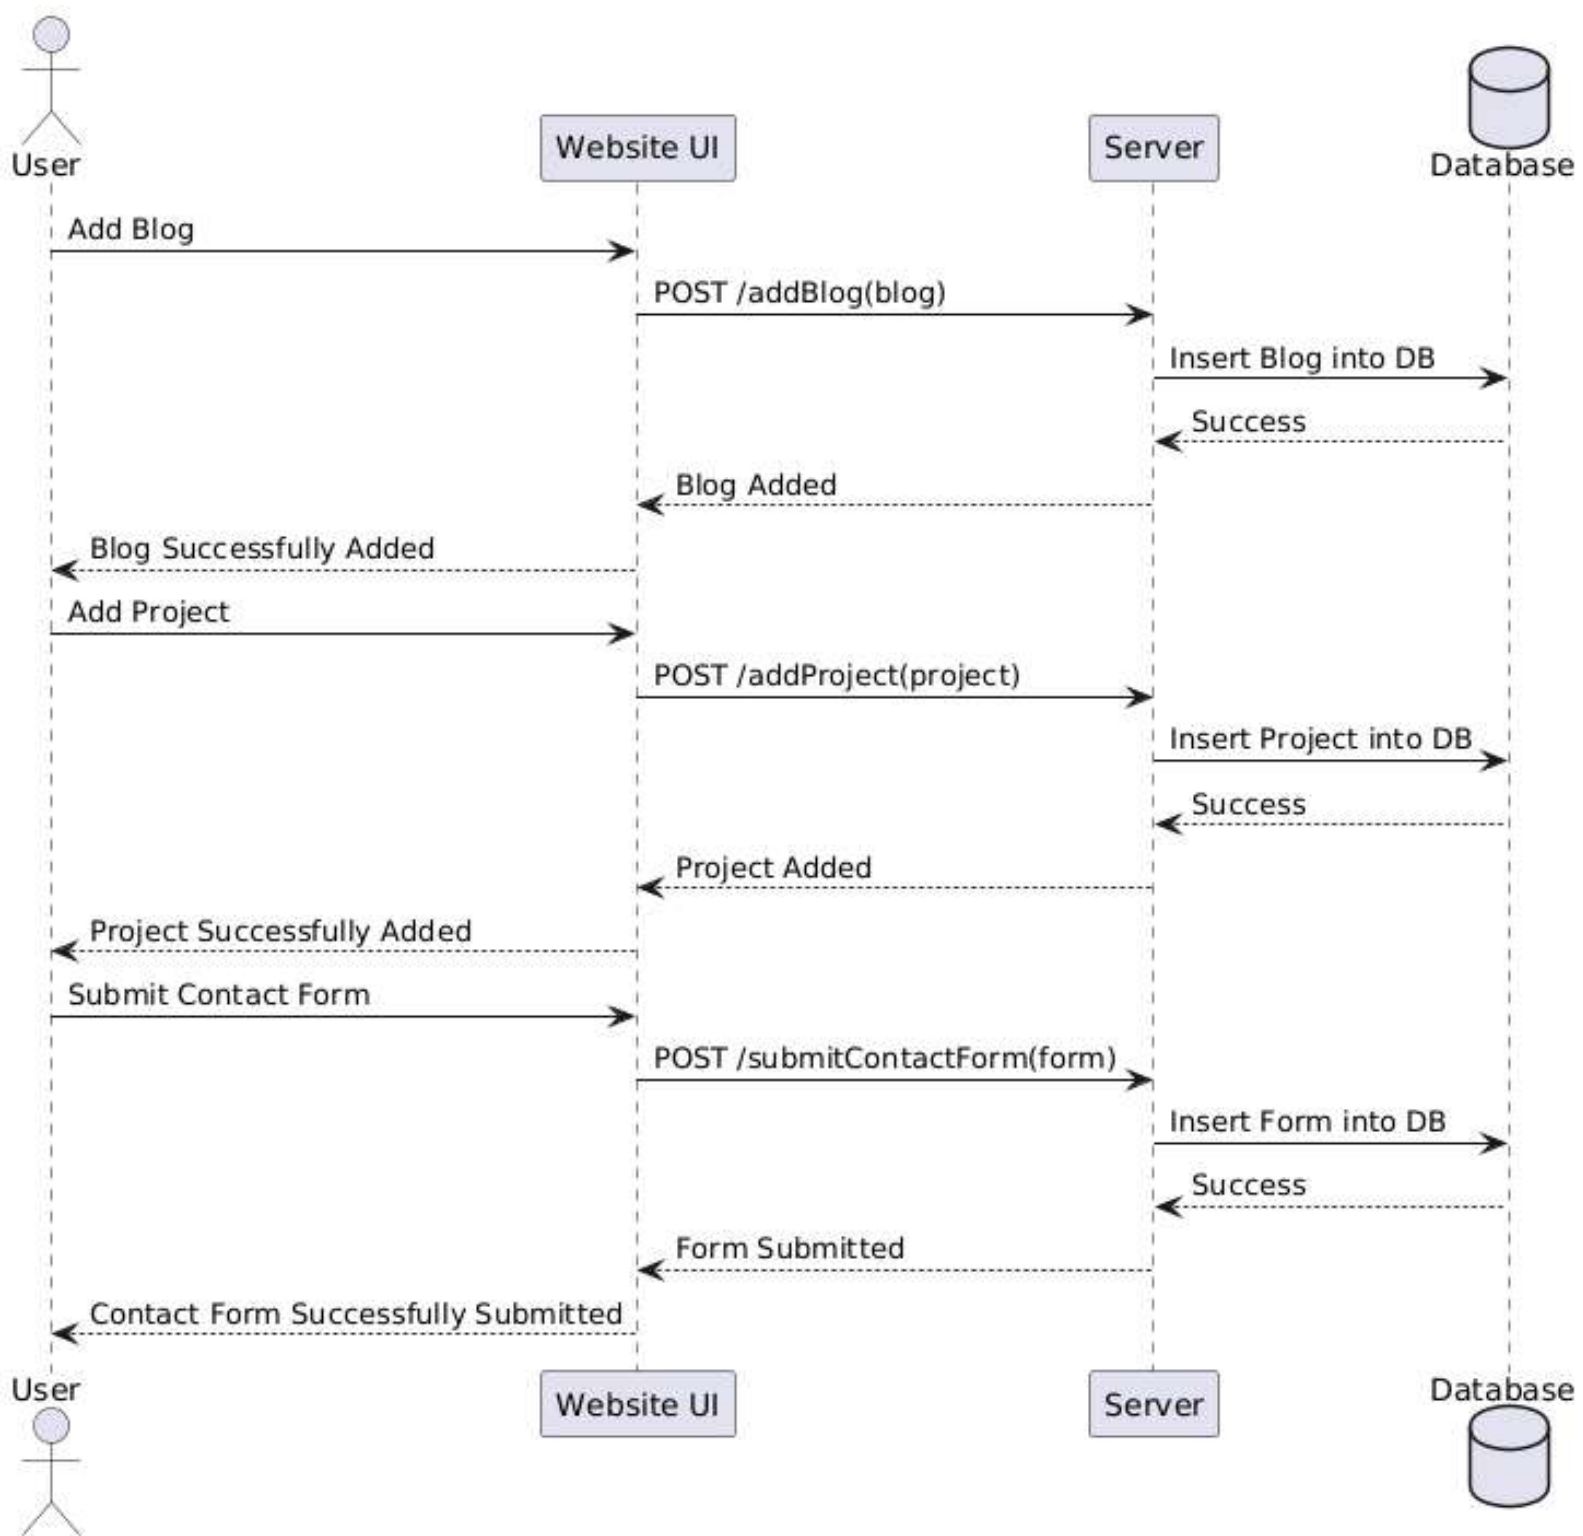 User
Website UI
Server
Database
Add Blog
POST /addBlog(blog)
Insert Blog into DB
Success
Blog Added
Blog Successfully Added
Add Project
POST /addProject(project)
Insert Project into DB
Success
Project Added
Project Successfully Added
Submit Contact Form
POST /submitContactForm(form)
Insert Form into DB
Success
Form Submitted
Contact Form Successfully Submitted
User
Website UI
Server
Database